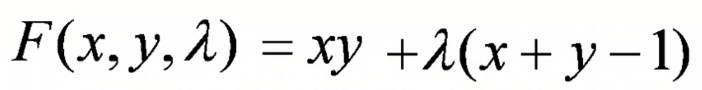 F(x, y, λ) = xy + λ(x + y − 1)